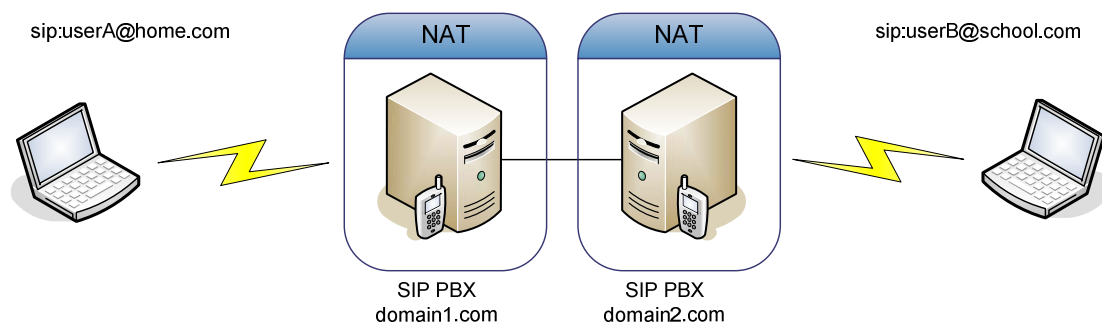 sip:userA@home.com
NAT
NAT
sip:userB@school.com
SIP PBX
domain1.com
SIP PBX
domain2.com